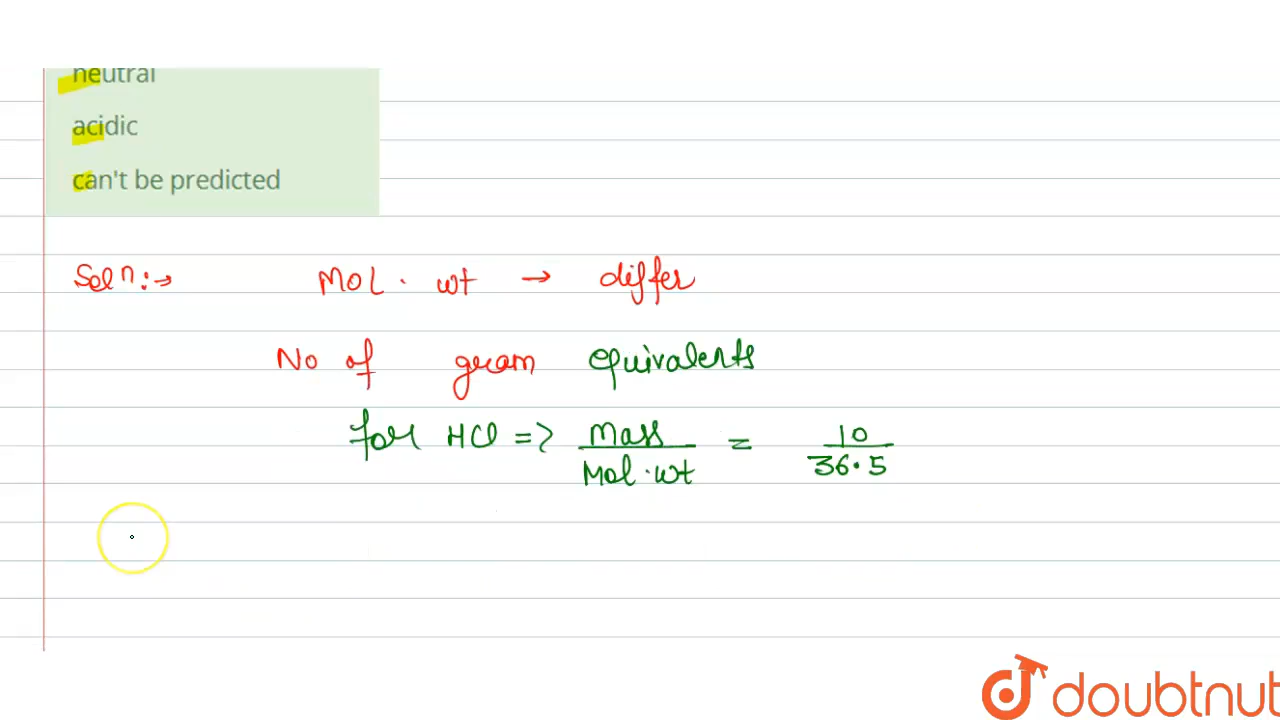 neutral
acidic
can't be predicted
Solⁿ:→ Mol. wt → differ
No of gram equivalents
for HCl => Mass / Mol.wt = 10 / 36.5
doubtnut